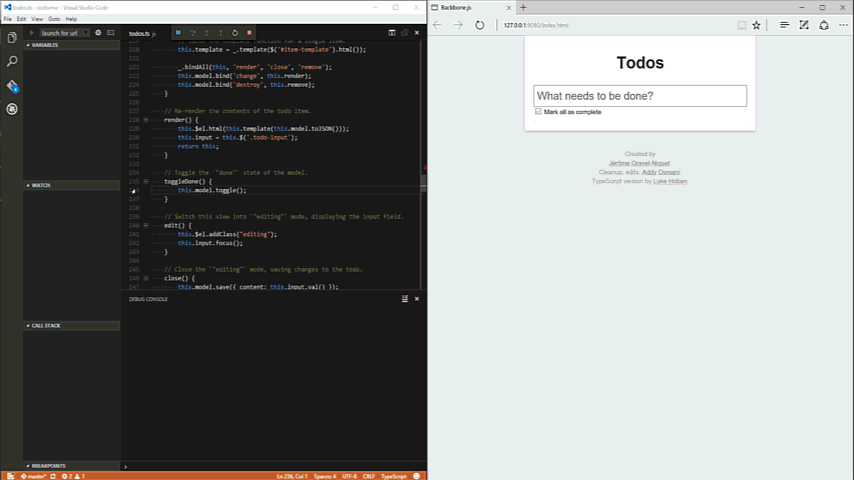 todos.ts - todomvc - Visual Studio Code
File Edit View Goto Help
launch for url
todos.ts js
VARIABLES
WATCH
CALL STACK
BREAKPOINTS
220 this.template = _.template($("#item-template").html());
221
222 _.bindAll(this, 'render', 'close', 'remove');
223 this.model.bind('change', this.render);
224 this.model.bind('destroy', this.remove);
225 }
226
227 // Re-render the contents of the todo item.
228 render() {
229 this.$el.html(this.template(this.model.toJSON()));
230 this.input = this.$('.todo-input');
231 return this;
232 }
233
234 // Toggle the `"done"` state of the model.
235 toggleDone() {
this.model.toggle();
237 }
238
239 // Switch this view into `"editing"` mode, displaying the input field.
240 edit() {
241 this.$el.addClass("editing");
242 this.input.focus();
243 }
244
245 // Close the `"editing"` mode, saving changes to the todo.
246 close() {
247 this.model.save({ content: this.input.val() });
DEBUG CONSOLE
>
master* 2 1 Ln 236, Col 1 Spaces: 4 UTF-8 CRLF TypeScript
Backbone.js
127.0.0.1:8080/index.html
Todos
What needs to be done?
Mark all as complete
Created by
Jérôme Gravel-Niquet
Cleanup, edits: Addy Osmani
TypeScript version by Luke Hoban